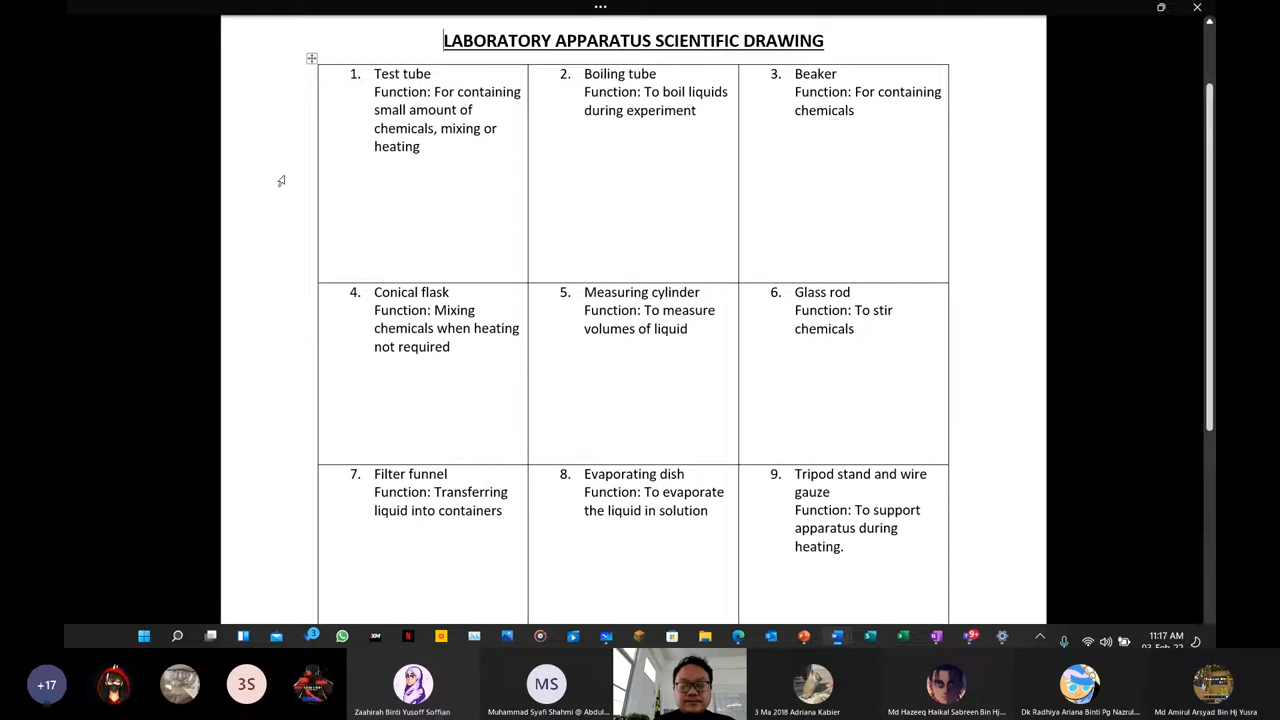 LABORATORY APPARATUS SCIENTIFIC DRAWING
1. Test tube
Function: For containing
small amount of
chemicals, mixing or
heating
2. Boiling tube
Function: To boil liquids
during experiment
3. Beaker
Function: For containing
chemicals
4. Conical flask
Function: Mixing
chemicals when heating
not required
5. Measuring cylinder
Function: To measure
volumes of liquid
6. Glass rod
Function: To stir
chemicals
7. Filter funnel
Function: Transferring
liquid into containers
8. Evaporating dish
Function: To evaporate
the liquid in solution
9. Tripod stand and wire
gauze
Function: To support
apparatus during
heating.
3
9+
11:17 AM
03-Feb-22
+17
3S
MS
Zaahirah Binti Yusoff Soffian
Muhammad Syafi Shahmi @ Abdul...
3 Ma 2018 Adriana Kabier
Md Hazeeq Haikal Sabreen Bin Hj...
Dk Radhiya Ariana Binti Pg Nazrul...
Md Amirul Arsyad Bin Hj Yusra